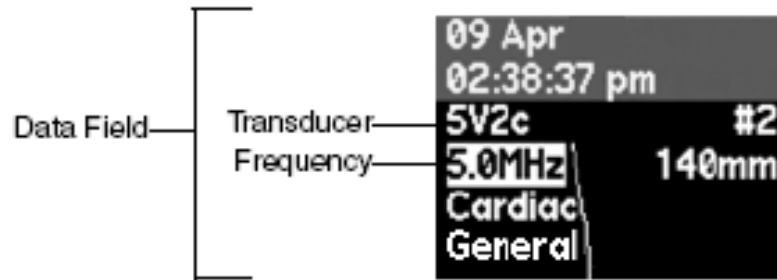 09 Apr
02:38:37 pm
Data Field
Transducer 5V2c #2
Frequency 5.0MHz 140mm
Cardiac
General